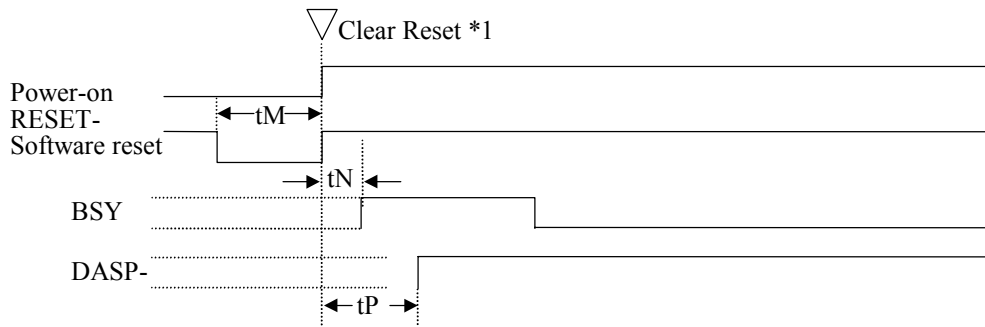 Clear Reset *1
Power-on
RESET-
Software reset
tM
tN
BSY
DASP-
tP